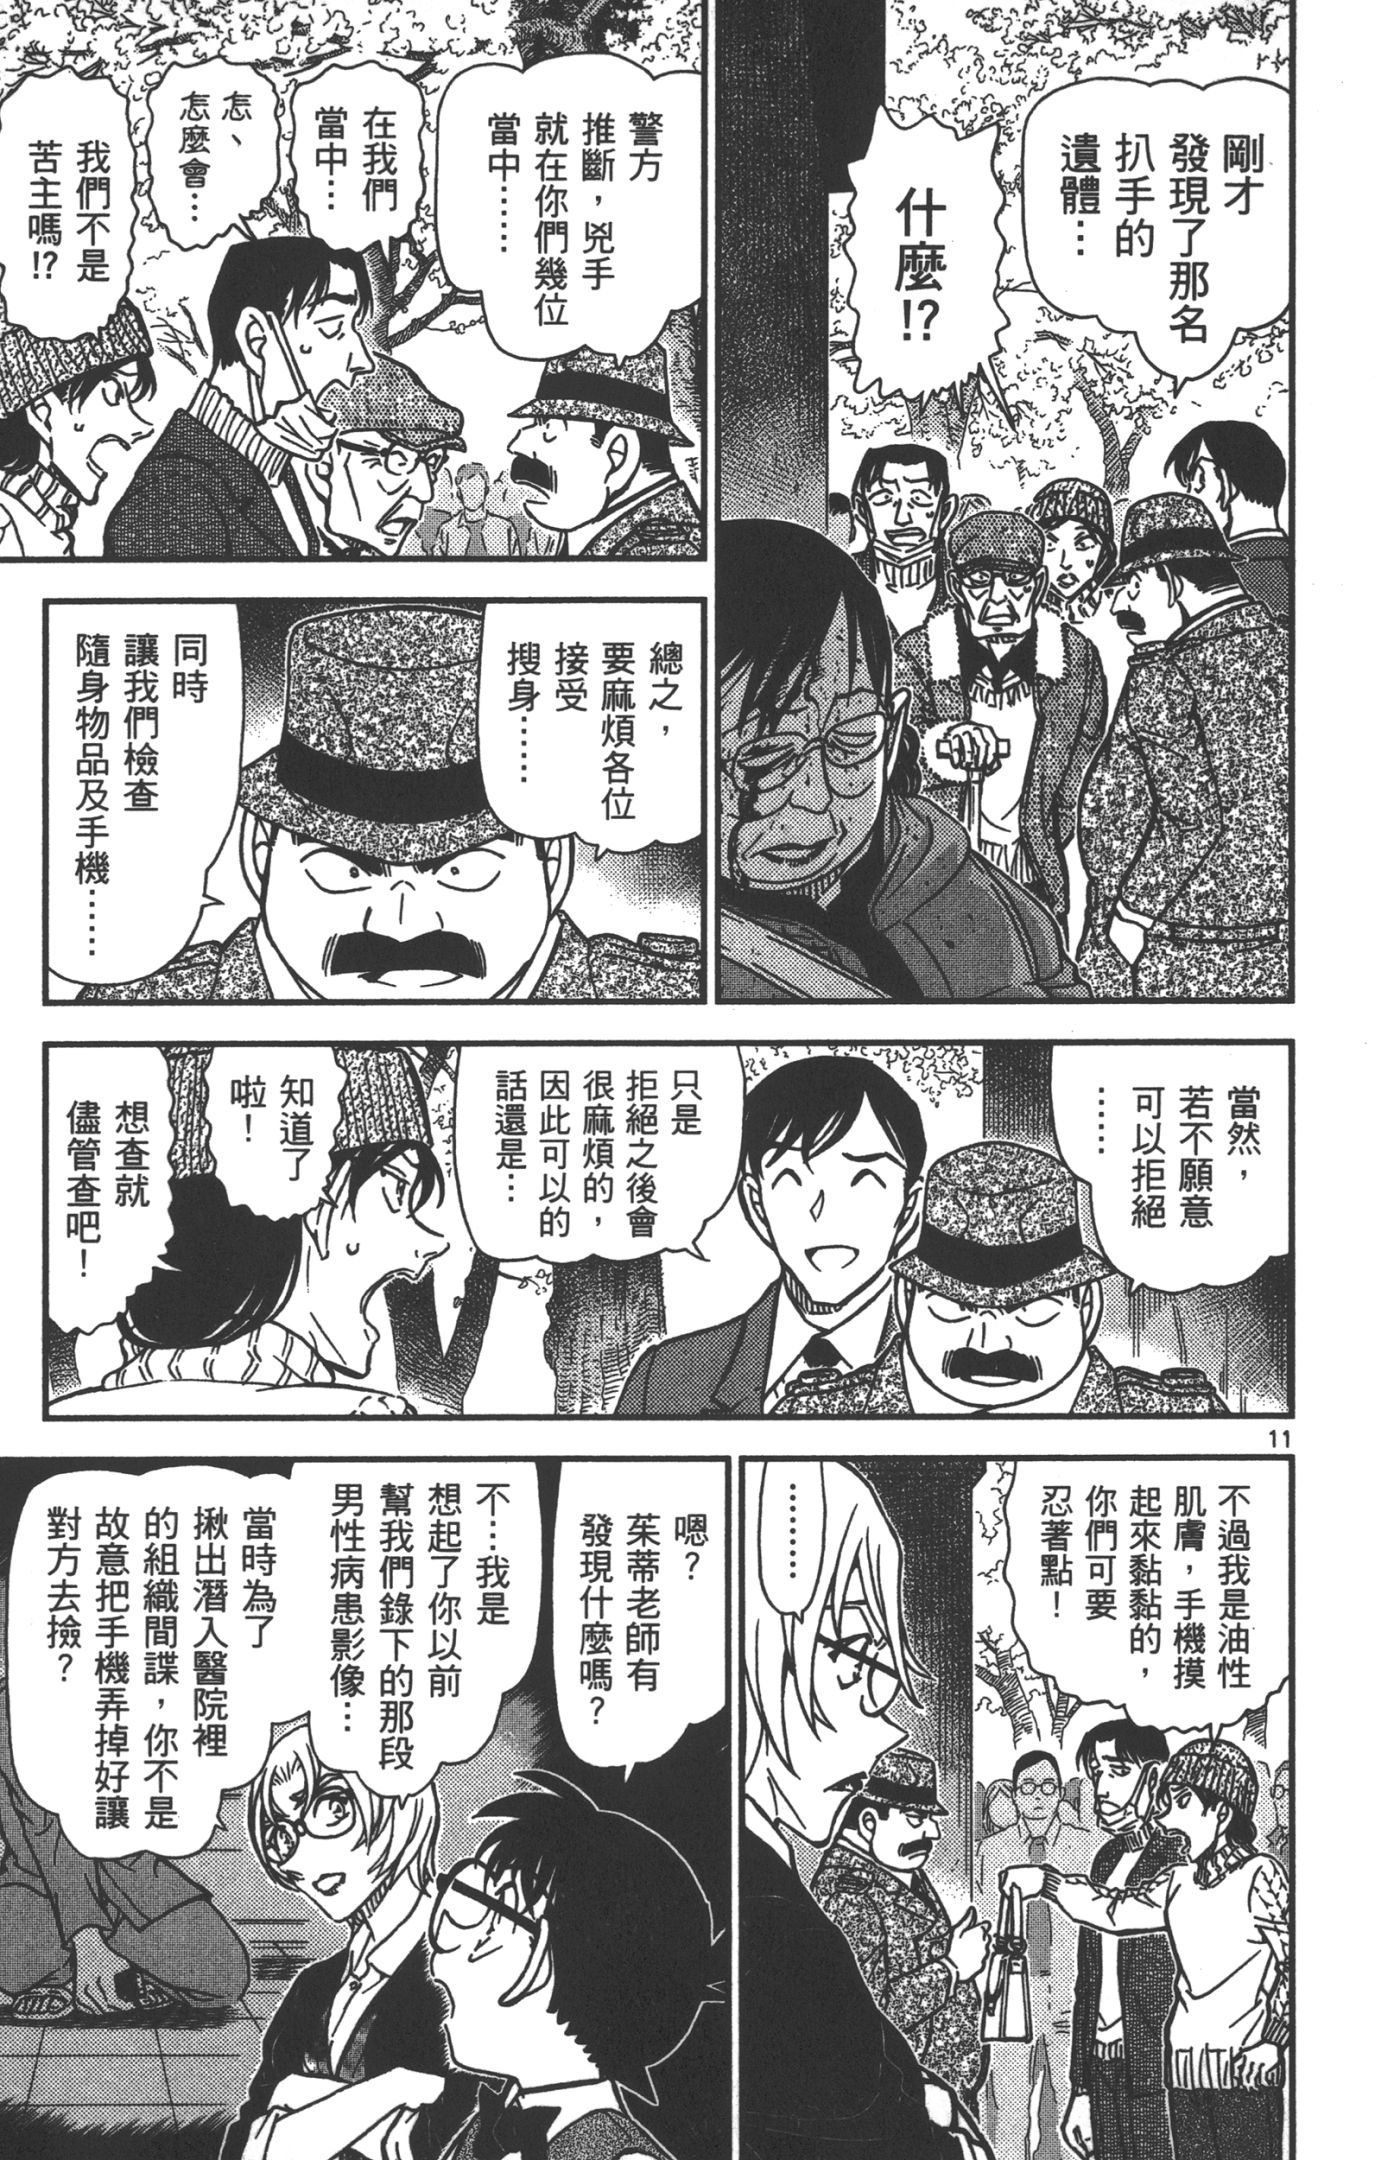 剛才
發現了那名
扒手的
遺體…
什麼!?
警方
推斷，兇手
就在你們幾位
當中……
在我們
當中…
怎、
怎麼會…
我們不是
苦主嗎!?
總之，
要麻煩各位
接受
搜身……
同時
讓我們檢查
隨身物品及手機……
當然，
若不願意
可以拒絕
……
只是
拒絕之後會
很麻煩的，
因此可以的
話還是…
知道了
啦！
想查就
儘管查吧！
11
不過我是油性
肌膚，手機摸
起來黏黏的，
你們可要
忍著點！
………
嗯？
茱蒂老師有
發現什麼嗎？
不…我是
想起了你以前
幫我們錄下的那段
男性病患影像…
當時為了
揪出潛入醫院裡
的組織間諜，你不是
故意把手機弄掉好讓
對方去撿？